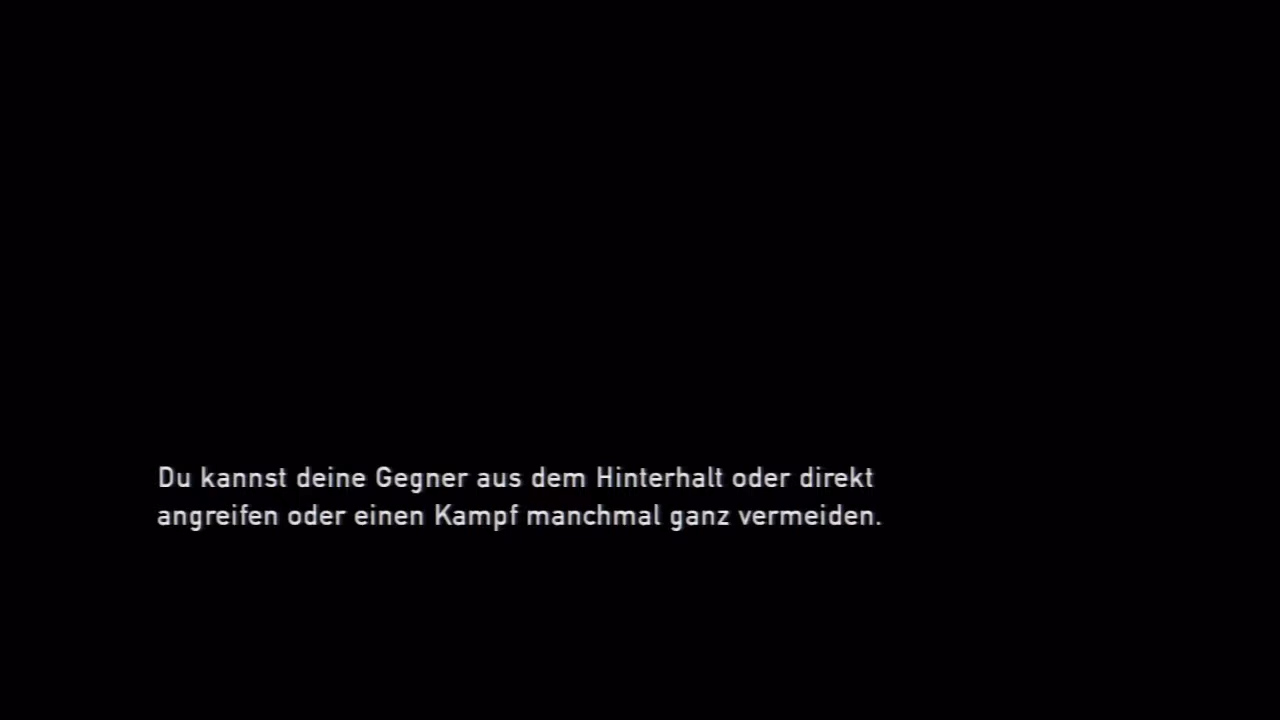 Du kannst deine Gegner aus dem Hinterhalt oder direkt
angreifen oder einen Kampf manchmal ganz vermeiden.